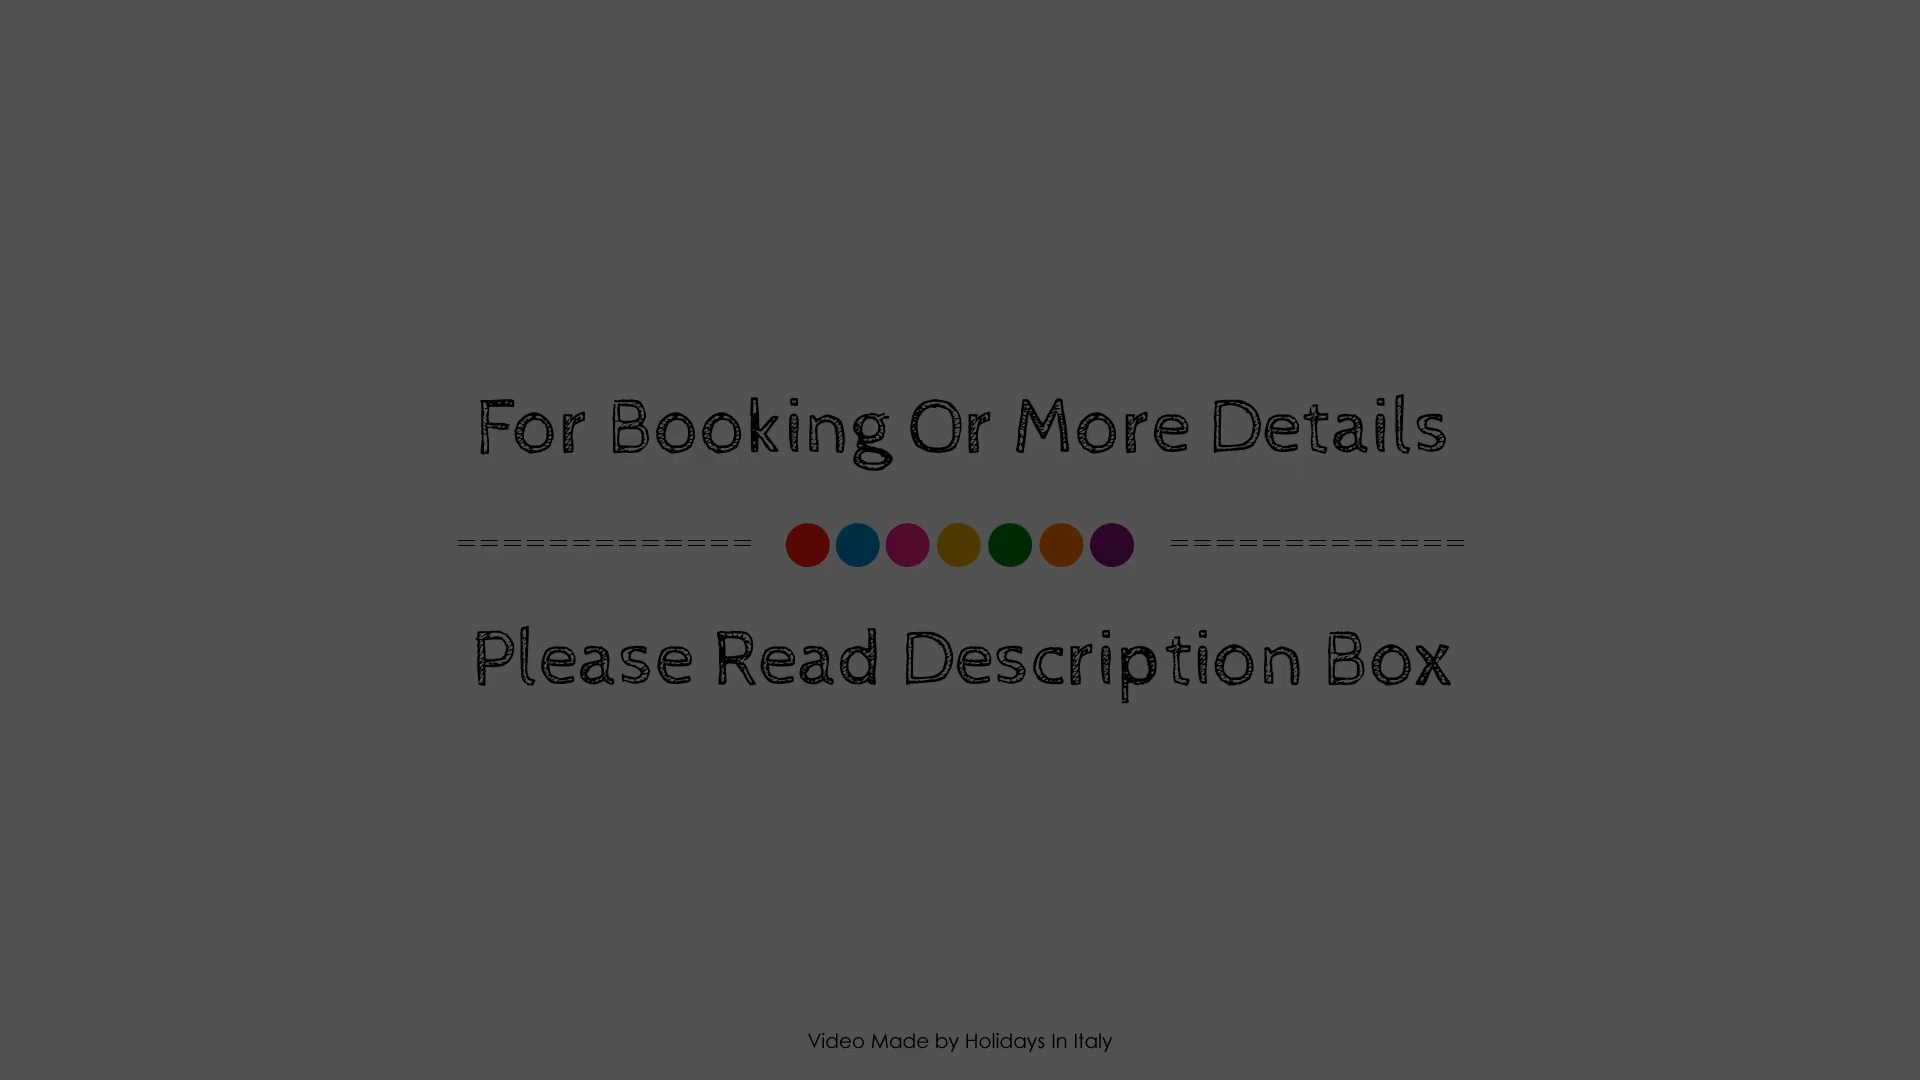 For Booking Or More Details
============= =============
Please Read Description Box
Video Made by Holidays In Italy